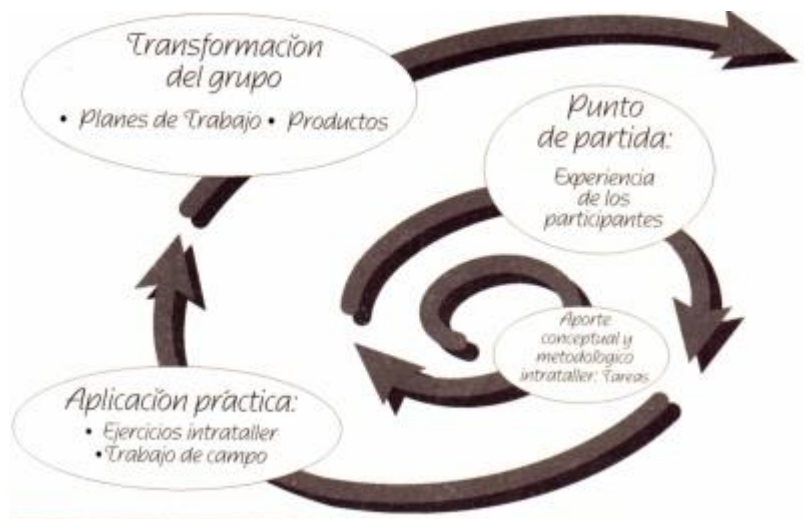 Transformación
del grupo
• Planes de Trabajo • Productos
Punto
de partida:
Experiencia
de los
participantes
Aporte
conceptual y
metodológico
intrataller: Tareas
Aplicación práctica:
• Ejercicios intrataller
• Trabajo de campo